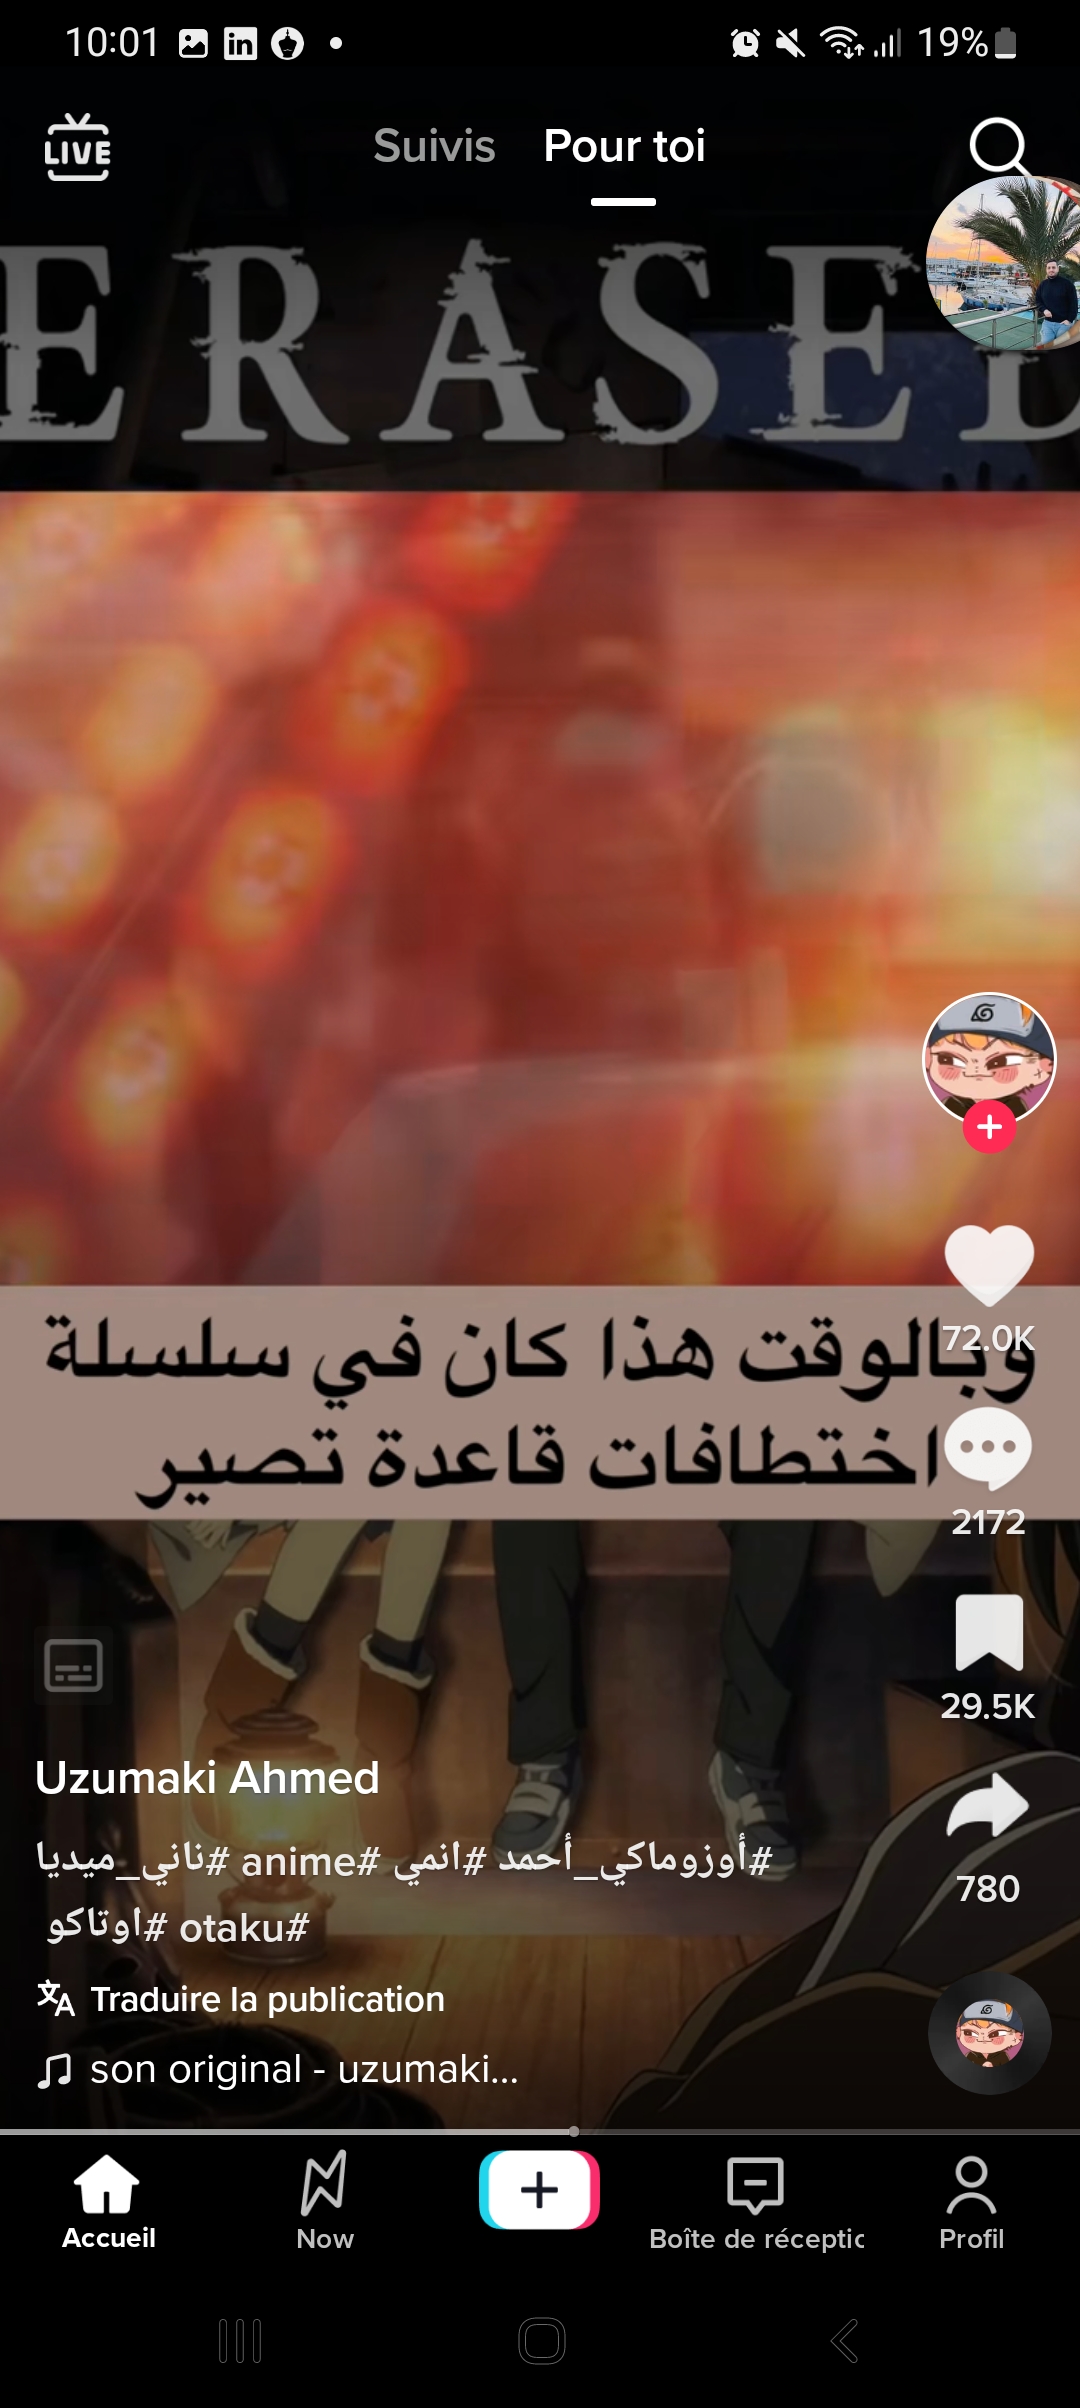 10:01
19%
LIVE
Suivis
Pour toi
ERASED
72.0K
وبالوقت هذا كان في سلسلة
اختطافات قاعدة تصير
2172
29.5K
Uzumaki Ahmed
#أوزوماكي_أحمد #انمي #anime #ناني_ميديا
#otaku #اوتاكو
780
Traduire la publication
son original - uzumaki...
Accueil
Now
Boîte de réceptic
Profil